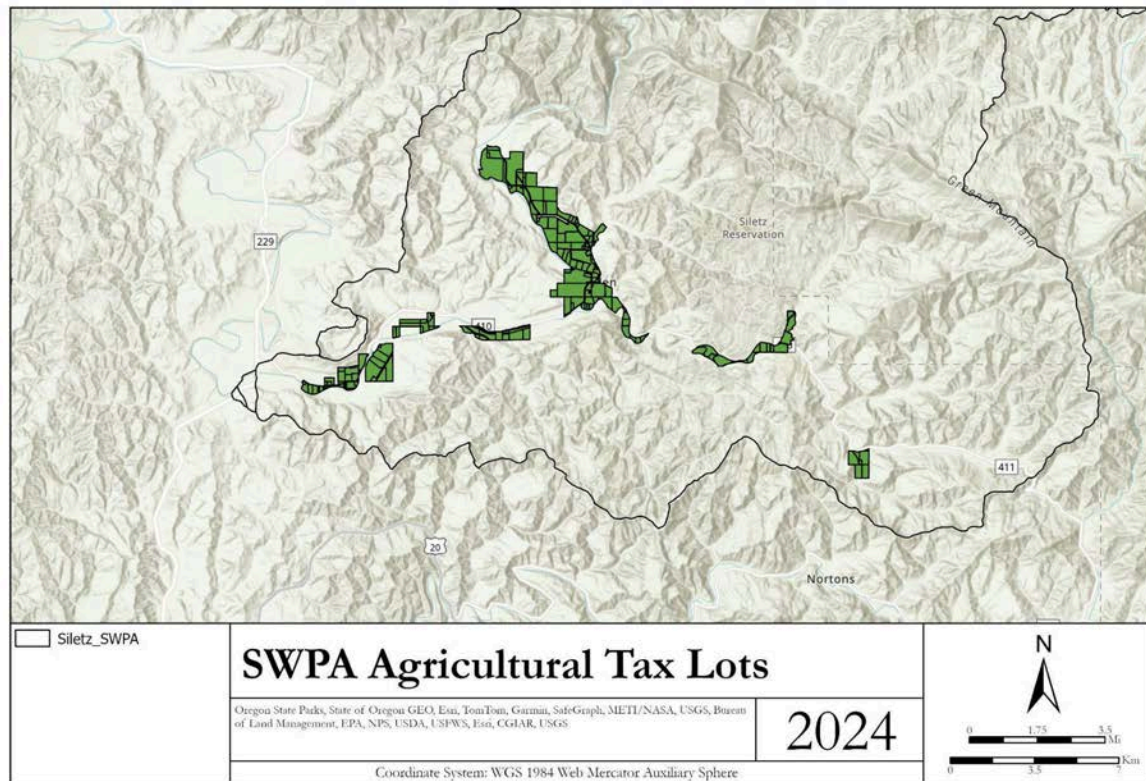 Green Mountain
Siletz
Reservation
229
410
411
20
Nortons
Siletz_SWPA
SWPA Agricultural Tax Lots
Oregon State Parks, State of Oregon GEO, Esri, TomTom, Garmin, SafeGraph, METI/NASA, USGS, Bureau
of Land Management, EPA, NPS, USDA, USFWS, Esri, CGIAR, USGS
2024
Coordinate System: WGS 1984 Web Mercator Auxiliary Sphere
N
0 1.75 3.5
Mi
Km
0 3.5 7